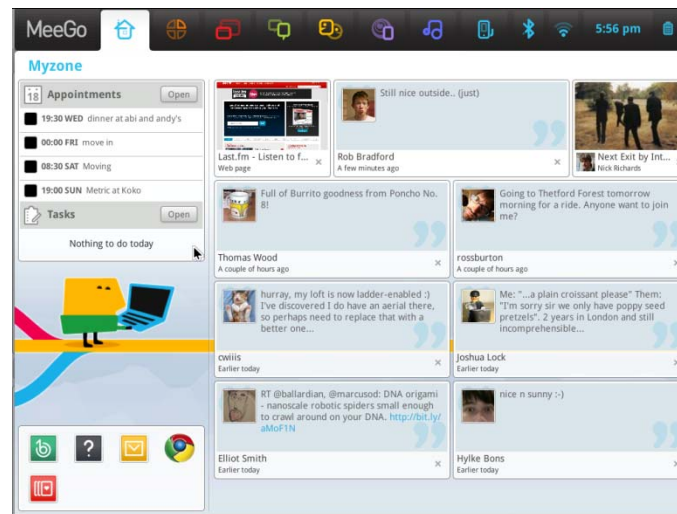 MeeGo
5:56 pm
Myzone
18 Appointments Open
19:30 WED dinner at abi and andy's
00:00 FRI move in
08:30 SAT Moving
19:00 SUN Metric at Koko
Tasks Open
Nothing to do today
Last.fm - Listen to f...
Web page
Still nice outside.. (just)
Rob Bradford
A few minutes ago
Next Exit by Int...
Nick Richards
Full of Burrito goodness from Poncho No.
8!
Thomas Wood
A couple of hours ago
Going to Thetford Forest tomorrow
morning for a ride. Anyone want to join
me?
rossburton
A couple of hours ago
hurray, my loft is now ladder-enabled :)
I've discovered I do have an aerial there,
so perhaps need to replace that with a
better one...
cwiiis
Earlier today
Me: "...a plain croissant please" Them:
"I'm sorry sir we only have poppy seed
pretzels". 2 years in London and still
incomprehensible...
Joshua Lock
Earlier today
RT @ballardian, @marcusod: DNA origami
- nanoscale robotic spiders small enough
to crawl around on your DNA. http://bit.ly/
aMoF1N
Elliot Smith
Earlier today
nice n sunny :-)
Hylke Bons
Earlier today